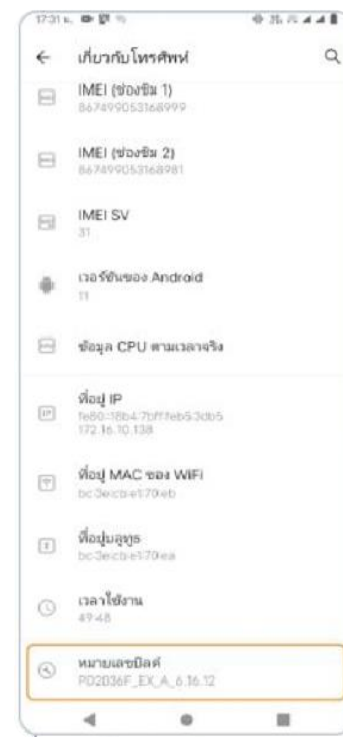 17:31
เกี่ยวกับโทรศัพท์
IMEI (ช่องซิม 1)
867499053168999
IMEI (ช่องซิม 2)
867499053168981
IMEI SV
31
เวอร์ชันของ Android
11
ข้อมูล CPU ตามเวลาจริง
ที่อยู่ IP
fe80::18b4:7bff:feb5:3db5
172.16.10.138
ที่อยู่ MAC ของ WiFi
bc:3e:cb:e1:70:eb
ที่อยู่บลูทูธ
bc:3e:cb:e1:70:ea
เวลาใช้งาน
49:48
หมายเลขบิลด์
PD2036F_EX_A_6.16.12